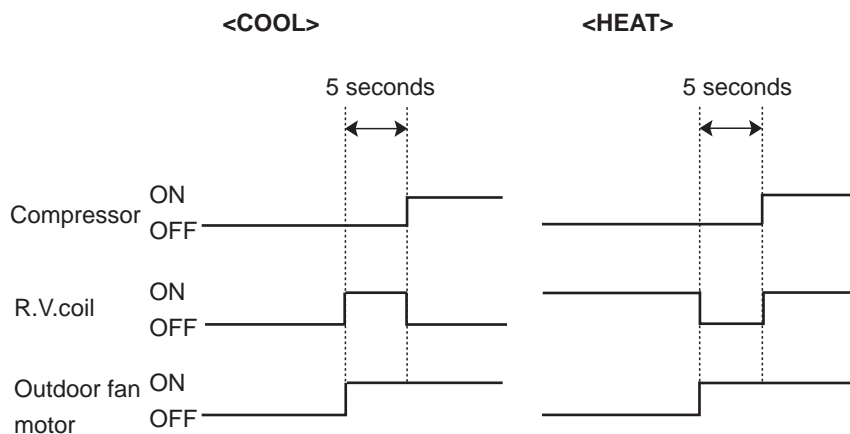 <COOL> <HEAT>
5 seconds 5 seconds
Compressor ON
OFF
R.V.coil ON
OFF
Outdoor fan motor ON
OFF